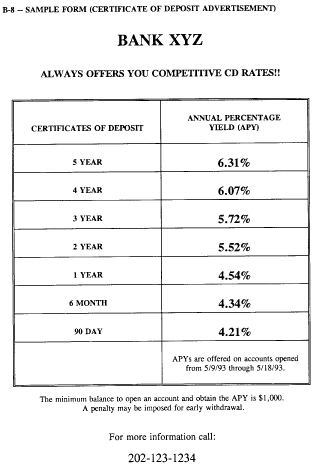 B-8 – SAMPLE FORM (CERTIFICATE OF DEPOSIT ADVERTISEMENT)
BANK XYZ
ALWAYS OFFERS YOU COMPETITIVE CD RATES!!
CERTIFICATES OF DEPOSIT
ANNUAL PERCENTAGE
YIELD (APY)
5 YEAR 6.31%
4 YEAR 6.07%
3 YEAR 5.72%
2 YEAR 5.52%
1 YEAR 4.54%
6 MONTH 4.34%
90 DAY 4.21%
APYs are offered on accounts opened
from 5/9/93 through 5/18/93.
The minimum balance to open an account and obtain the APY is $1,000.
A penalty may be imposed for early withdrawal.
For more information call:
202-123-1234